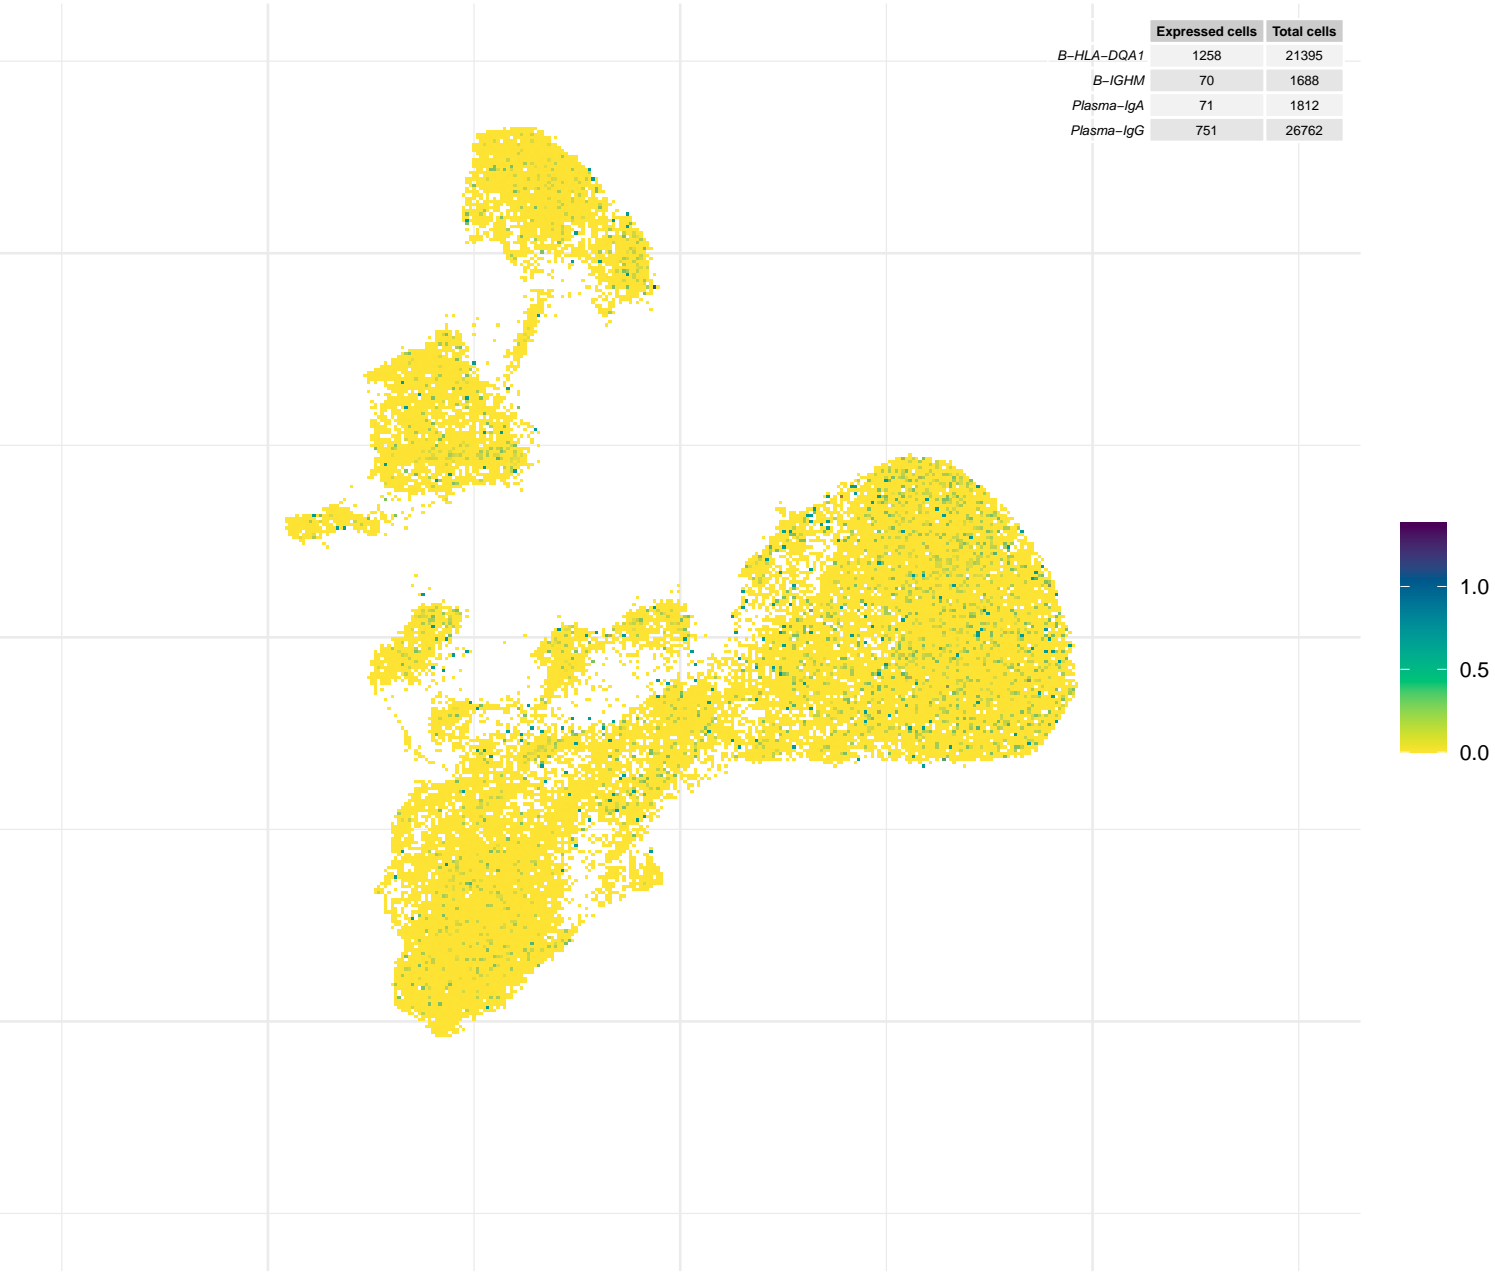 Expressed cells Total cells
B−HLA−DQA1 1258 21395
B−IGHM 70 1688
Plasma−IgA 71 1812
Plasma−IgG 751 26762
1.0
0.5
0.0